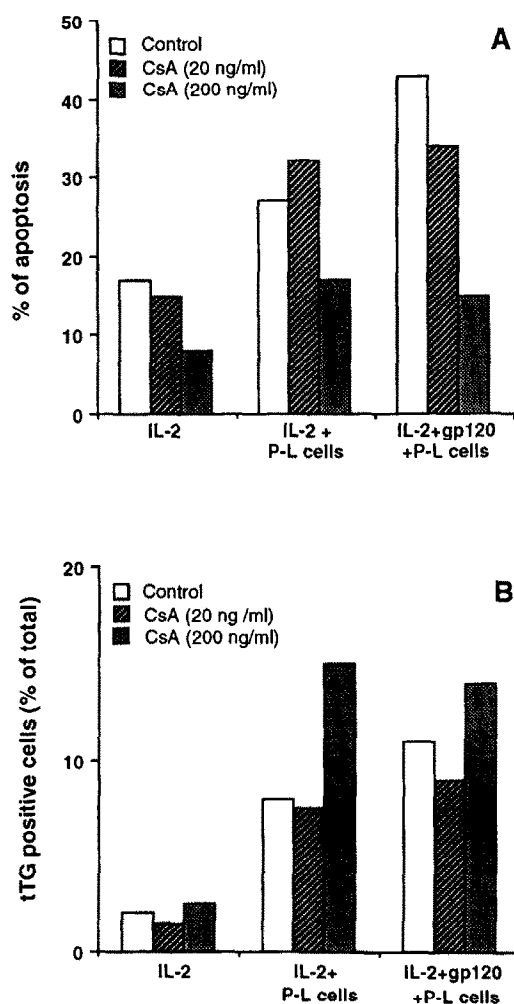 A
Control
CsA (20 ng/ml)
CsA (200 ng/ml)
% of apoptosis
50
40
30
20
10
0
IL-2
IL-2 +
P-L cells
IL-2+gp120
+P-L cells
B
Control
CsA (20 ng /ml)
CsA (200 ng/ml)
tTG positive cells (% of total)
20
10
0
IL-2
IL-2+
P-L cells
IL-2+gp120
+P-L cells